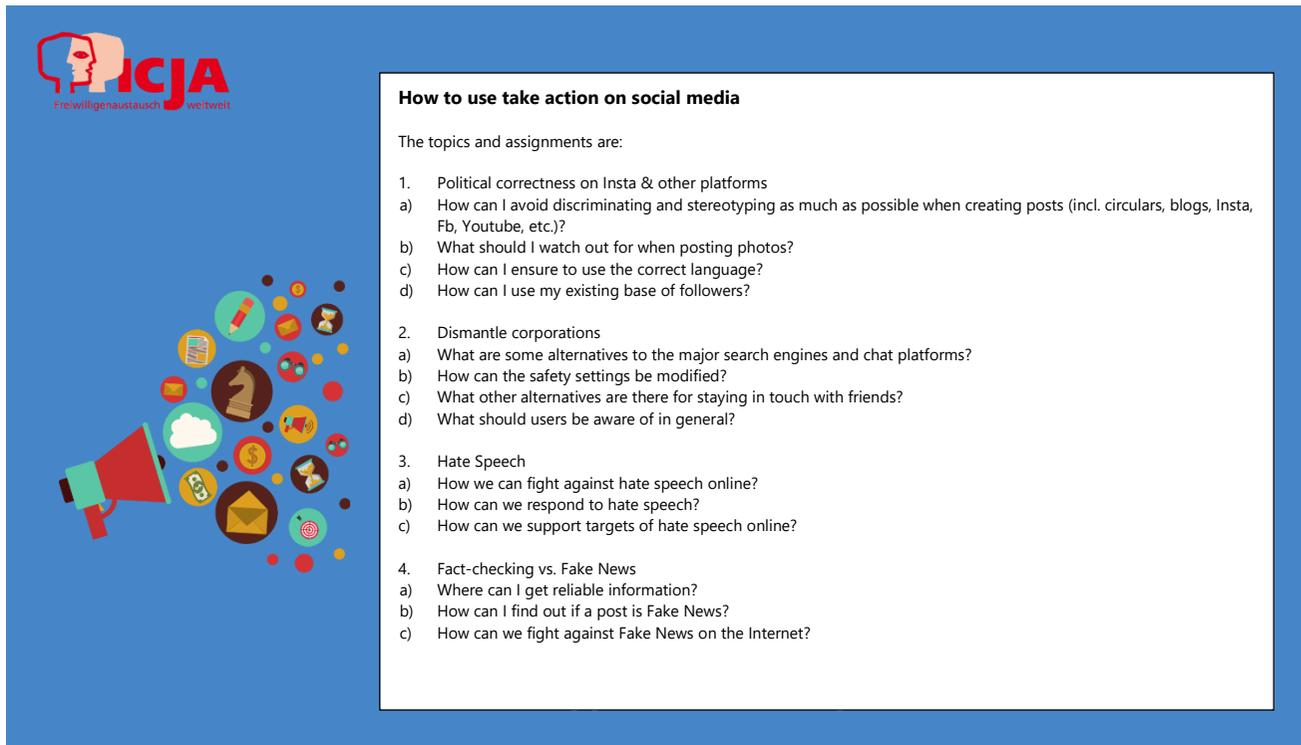 ICJA
Freiwilligenaustausch weltweit
How to use take action on social media
The topics and assignments are:
1. Political correctness on Insta & other platforms
a) How can I avoid discriminating and stereotyping as much as possible when creating posts (incl. circulars, blogs, Insta,
Fb, Youtube, etc.)?
b) What should I watch out for when posting photos?
c) How can I ensure to use the correct language?
d) How can I use my existing base of followers?
2. Dismantle corporations
a) What are some alternatives to the major search engines and chat platforms?
b) How can the safety settings be modified?
c) What other alternatives are there for staying in touch with friends?
d) What should users be aware of in general?
3. Hate Speech
a) How we can fight against hate speech online?
b) How can we respond to hate speech?
c) How can we support targets of hate speech online?
4. Fact-checking vs. Fake News
a) Where can I get reliable information?
b) How can I find out if a post is Fake News?
c) How can we fight against Fake News on the Internet?